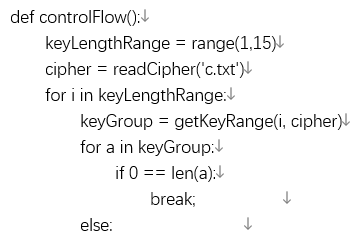 def controlFlow():↓
keyLengthRange = range(1,15)↓
cipher = readCipher('c.txt')↓
for i in keyLengthRange:↓
keyGroup = getKeyRange(i, cipher)↓
for a in keyGroup:↓
if 0 == len(a):↓
break; ↓
else: ↓